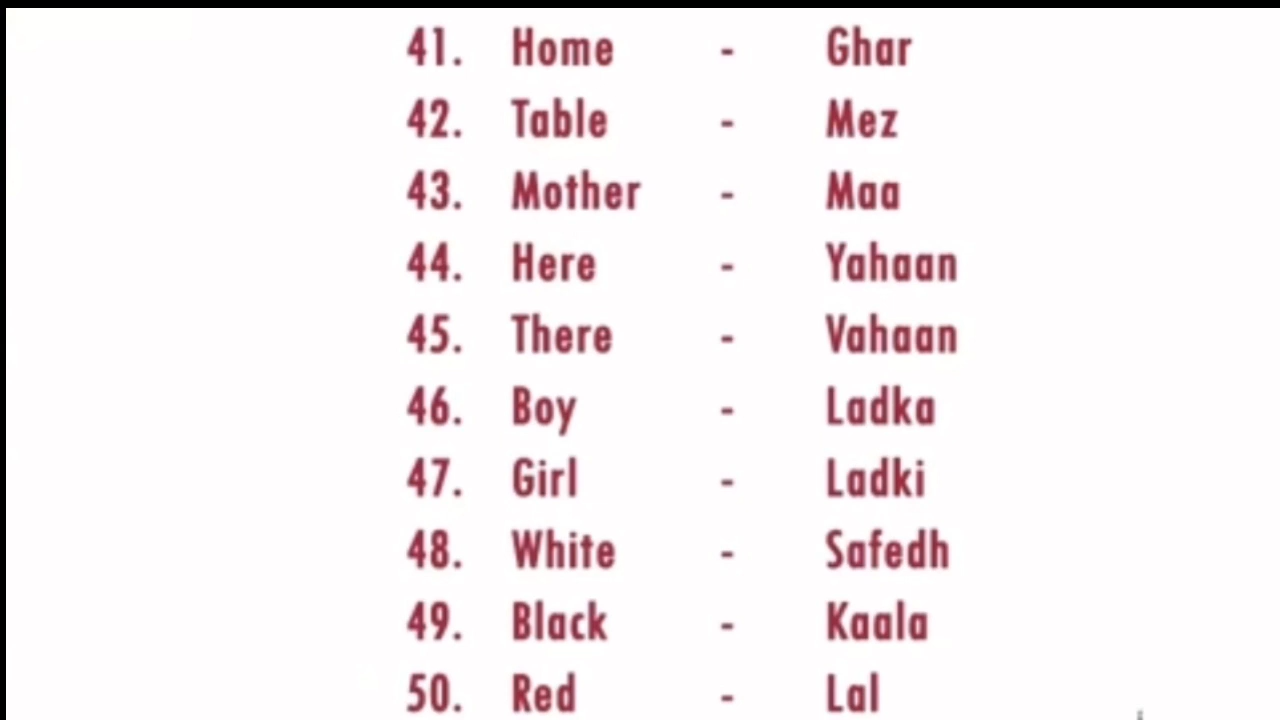 41. Home - Ghar
42. Table - Mez
43. Mother - Maa
44. Here - Yahaan
45. There - Vahaan
46. Boy - Ladka
47. Girl - Ladki
48. White - Safedh
49. Black - Kaala
50. Red - Lal